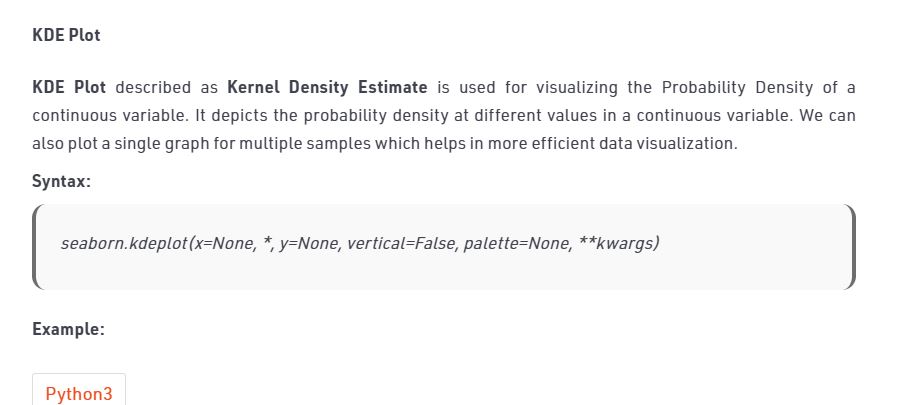 KDE Plot
KDE Plot described as Kernel Density Estimate is used for visualizing the Probability Density of a
continuous variable. It depicts the probability density at different values in a continuous variable. We can
also plot a single graph for multiple samples which helps in more efficient data visualization.
Syntax:
seaborn.kdeplot(x=None, *, y=None, vertical=False, palette=None, **kwargs)
Example:
Python3